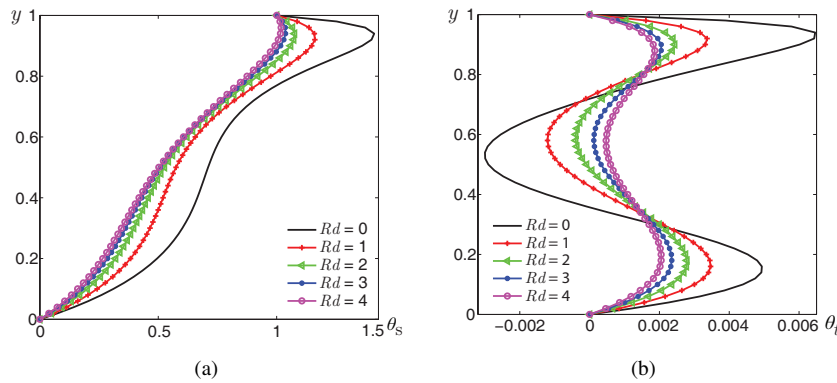 y 1
0.8
0.6
0.4
0.2
0
0 0.5 1 1.5 θS
Rd = 0
Rd = 1
Rd = 2
Rd = 3
Rd = 4
(a)
y 1
0.8
0.6
0.4
0.2
0
−0.002 0 0.002 0.004 0.006 θt
Rd = 0
Rd = 1
Rd = 2
Rd = 3
Rd = 4
(b)